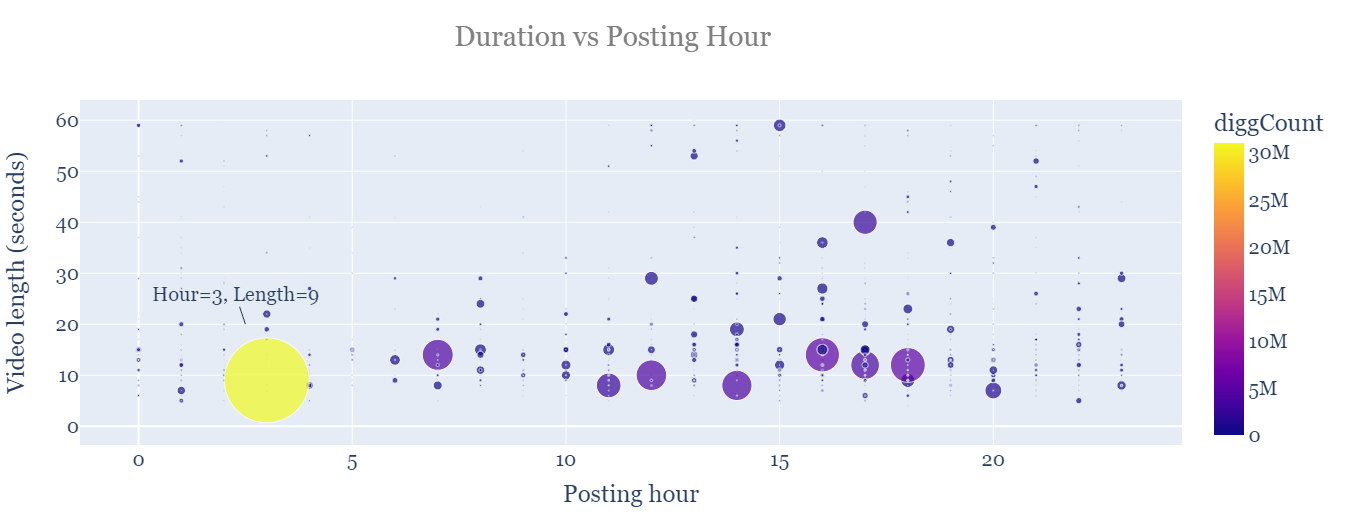 Duration vs Posting Hour
diggCount
60
50
40
30
20
10
0
Video length (seconds)
Hour=3, Length=9
30M
25M
20M
15M
10M
5M
0
0 5 10 15 20
Posting hour